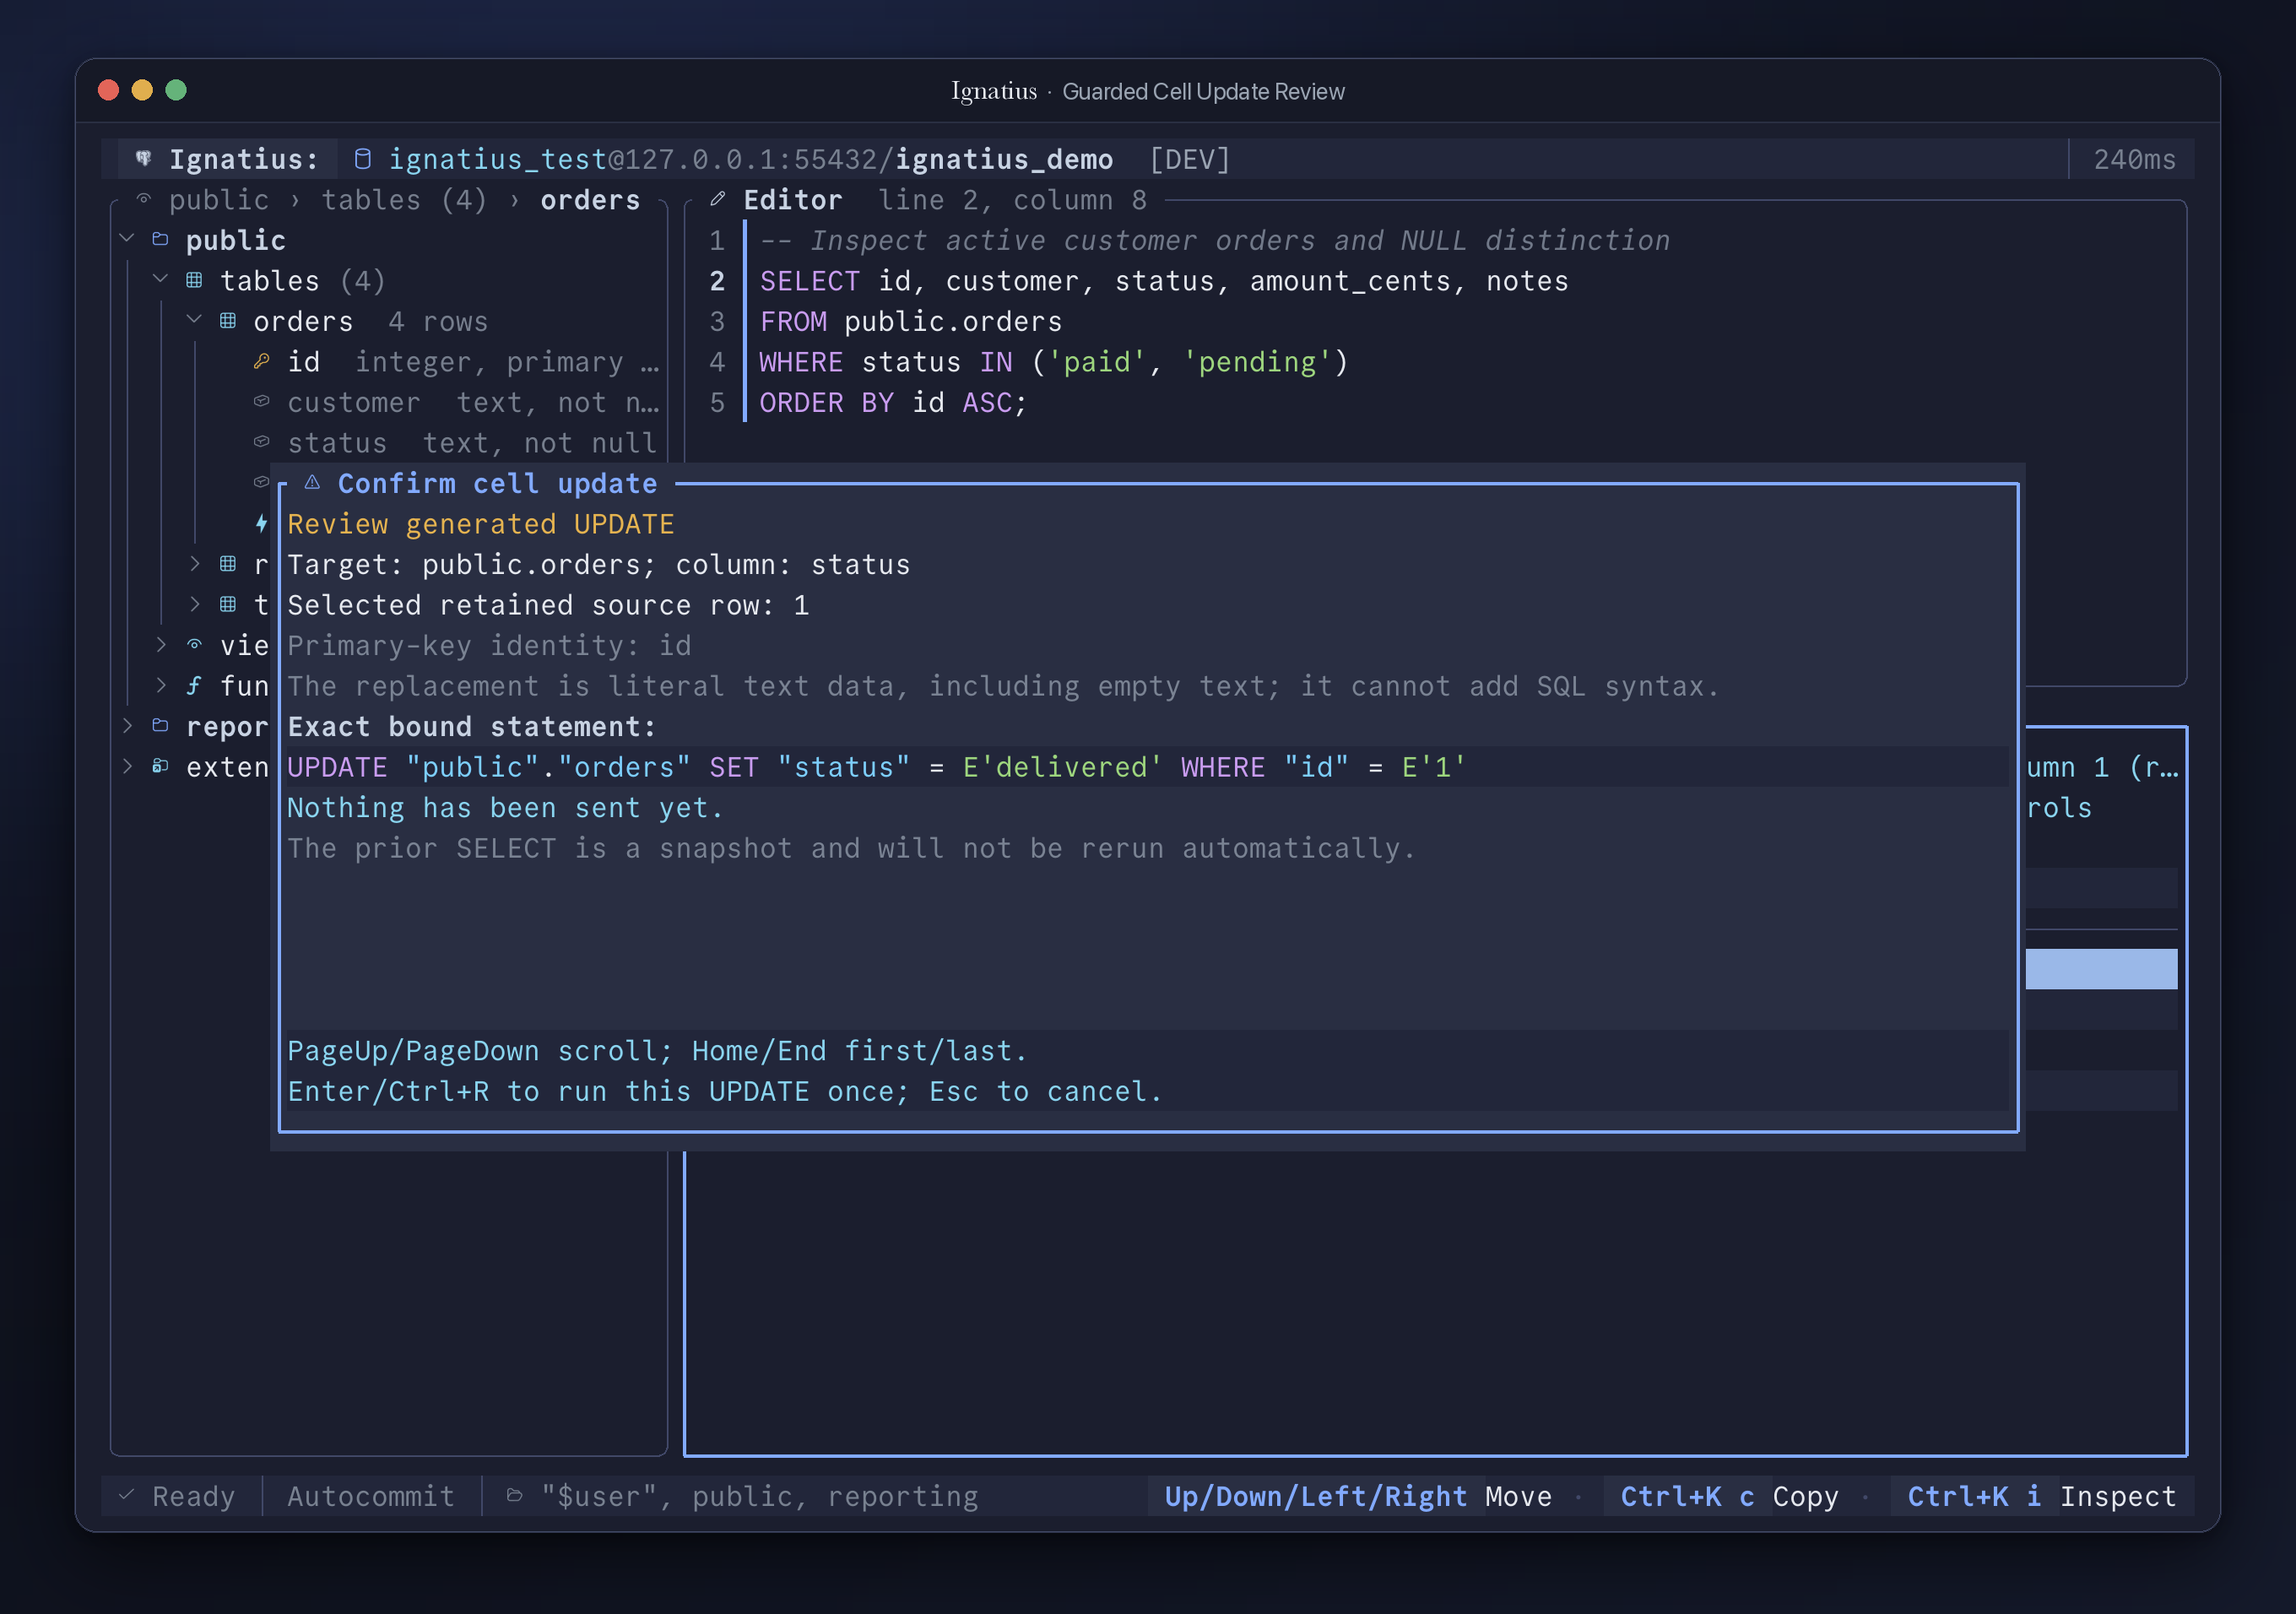 Ignatius · Guarded Cell Update Review
Ignatius: ignatius_test@127.0.0.1:55432/ignatius_demo [DEV] 240ms
public › tables (4) › orders
public
tables (4)
orders 4 rows
id integer, primary …
customer text, not n…
status text, not null
r
t
vie
fun
repor
exten
Editor line 2, column 8
1 -- Inspect active customer orders and NULL distinction
2 SELECT id, customer, status, amount_cents, notes
3 FROM public.orders
4 WHERE status IN ('paid', 'pending')
5 ORDER BY id ASC;
Confirm cell update
Review generated UPDATE
Target: public.orders; column: status
Selected retained source row: 1
Primary-key identity: id
The replacement is literal text data, including empty text; it cannot add SQL syntax.
Exact bound statement:
UPDATE "public"."orders" SET "status" = E'delivered' WHERE "id" = E'1'
Nothing has been sent yet.
The prior SELECT is a snapshot and will not be rerun automatically.
PageUp/PageDown scroll; Home/End first/last.
Enter/Ctrl+R to run this UPDATE once; Esc to cancel.
umn 1 (r…
rols
Ready Autocommit "$user", public, reporting Up/Down/Left/Right Move · Ctrl+K c Copy · Ctrl+K i Inspect